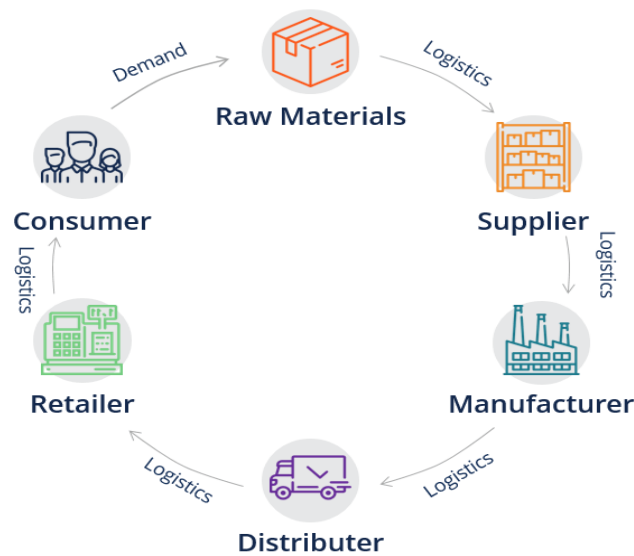 Demand
Raw Materials
Logistics
Supplier
Logistics
Manufacturer
Logistics
Distributer
Logistics
Retailer
Logistics
Consumer